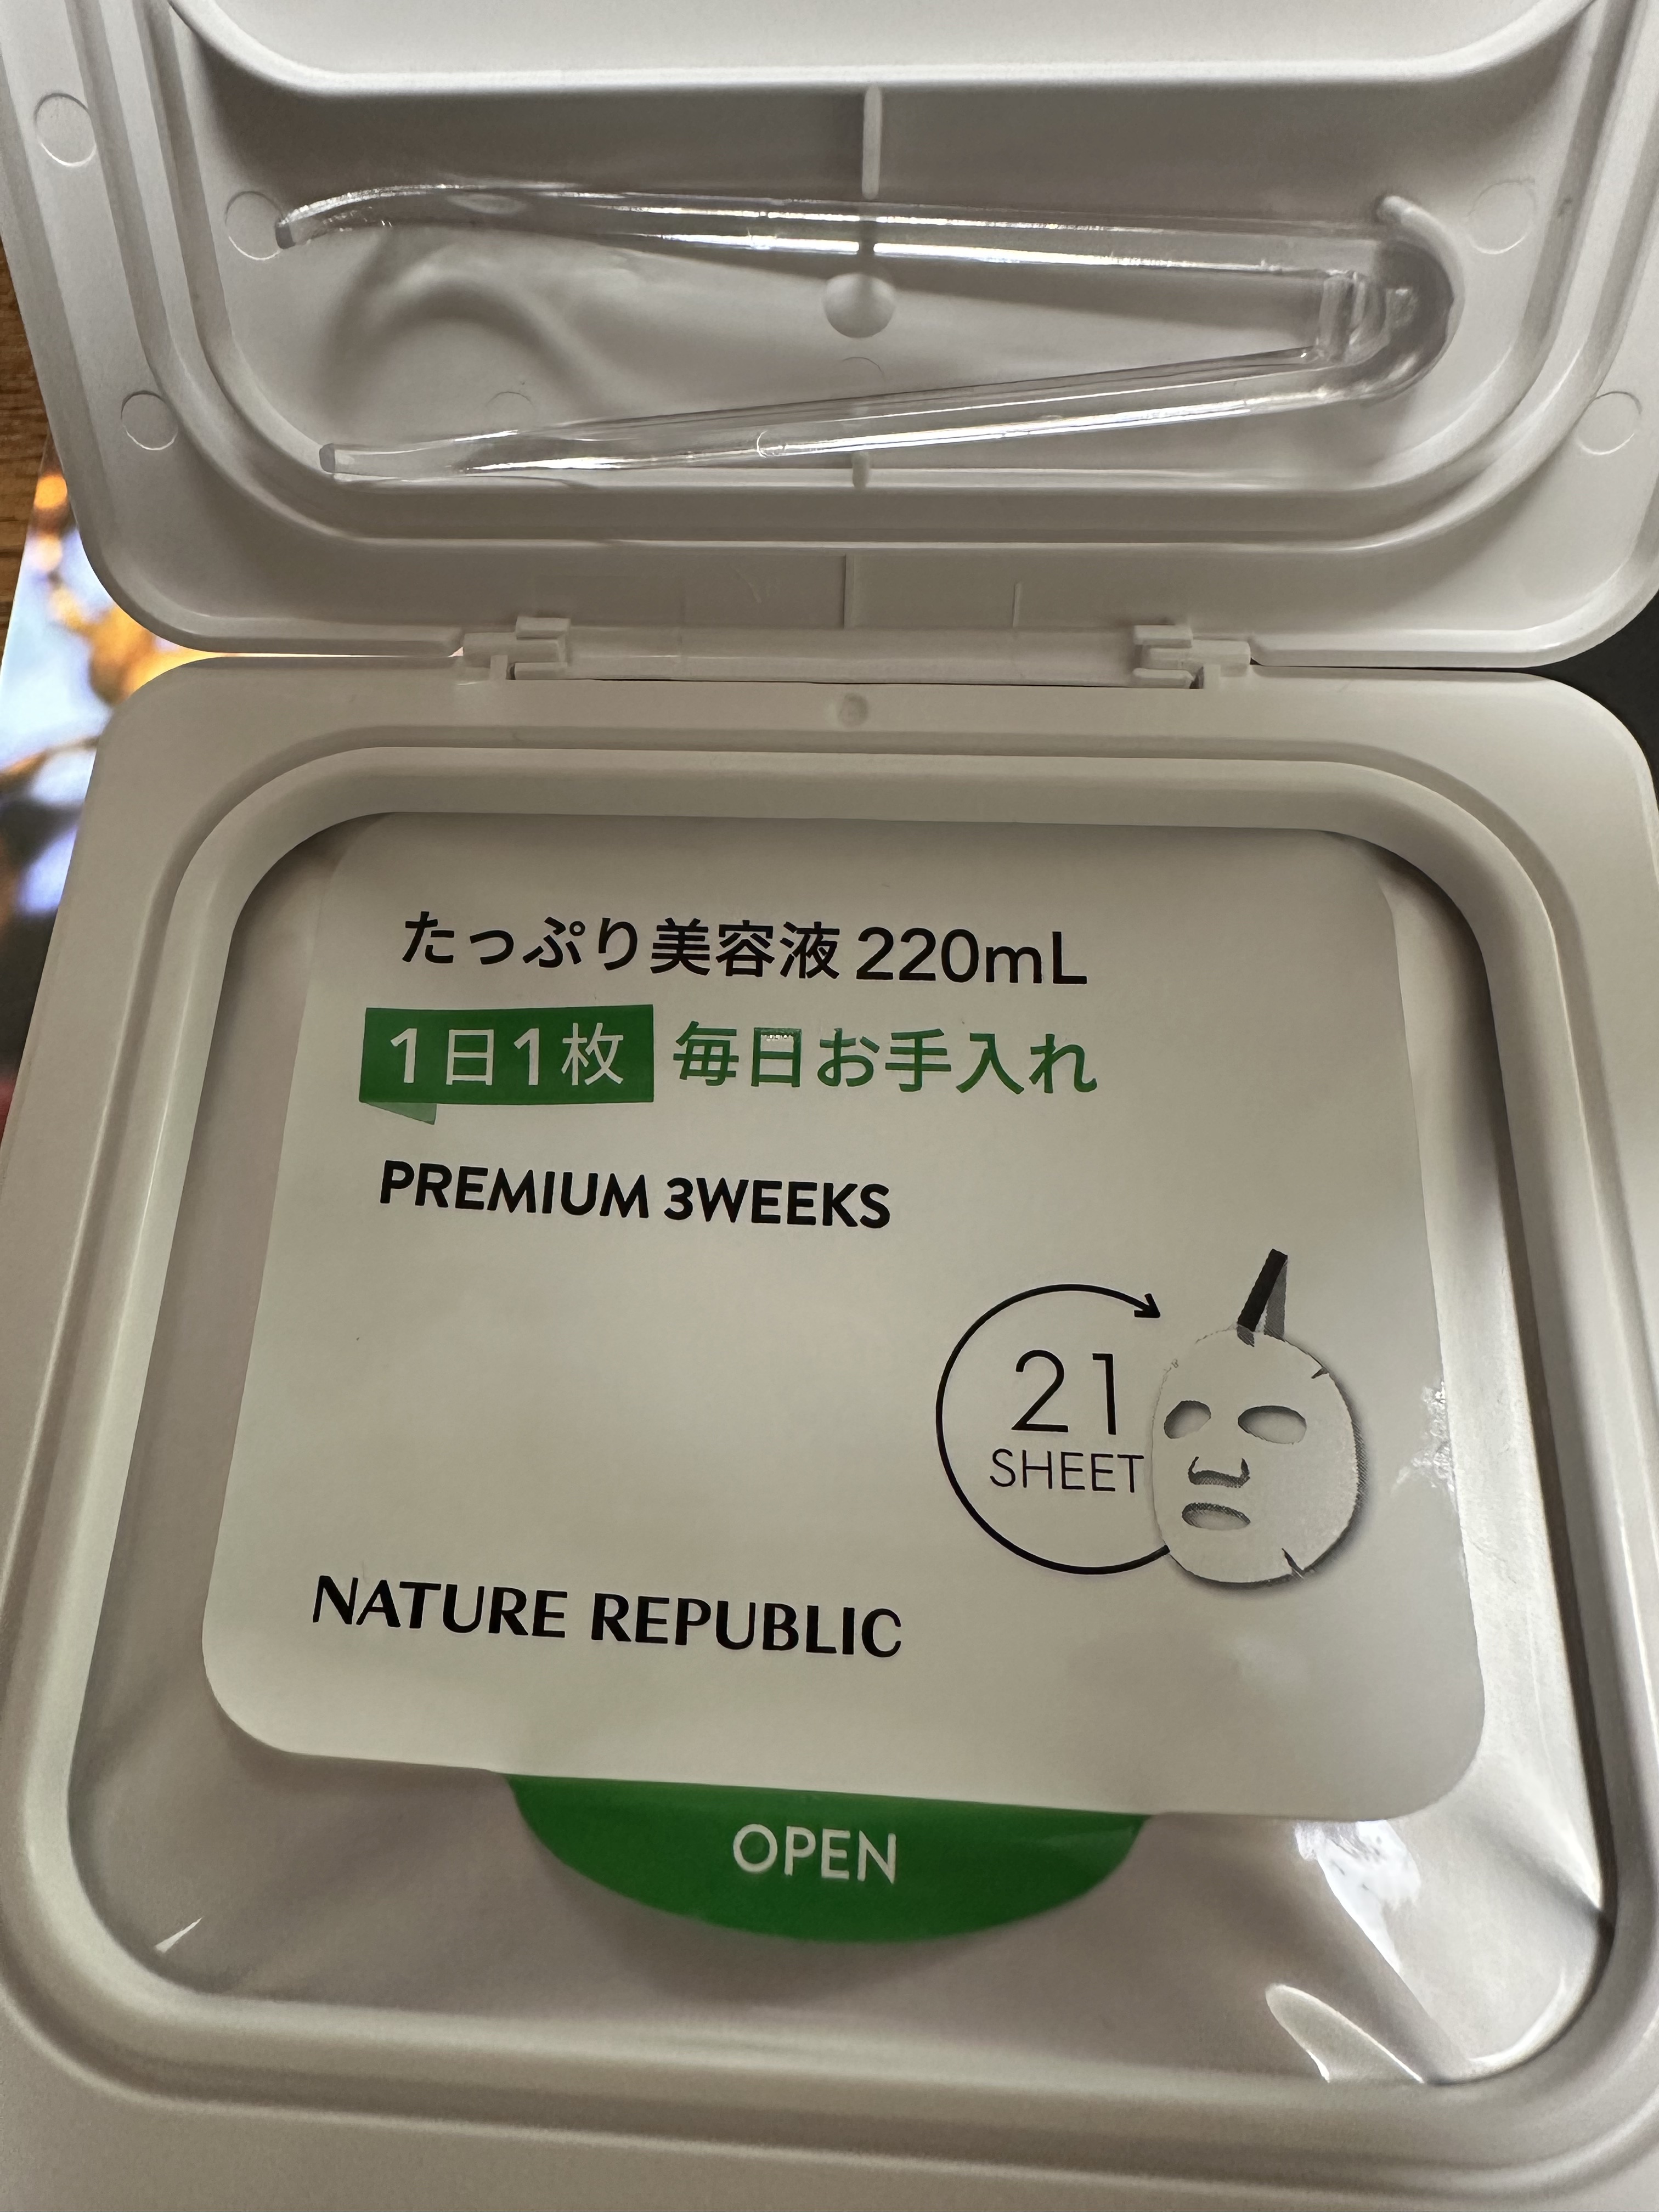 たっぷり美容液 220mL
1日1枚 毎日お手入れ
PREMIUM 3WEEKS
21
SHEET
NATURE REPUBLIC
OPEN